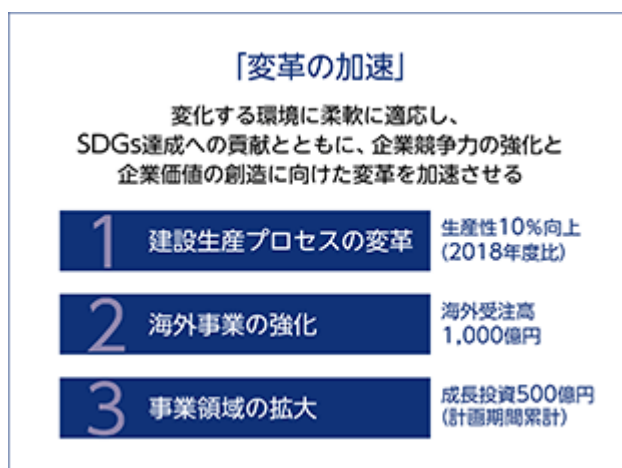 「変革の加速」
変化する環境に柔軟に適応し、
SDGs達成への貢献とともに、企業競争力の強化と
企業価値の創造に向けた変革を加速させる
1 建設生産プロセスの変革
生産性10%向上
(2018年度比)
2 海外事業の強化
海外受注高
1,000億円
3 事業領域の拡大
成長投資500億円
(計画期間累計)